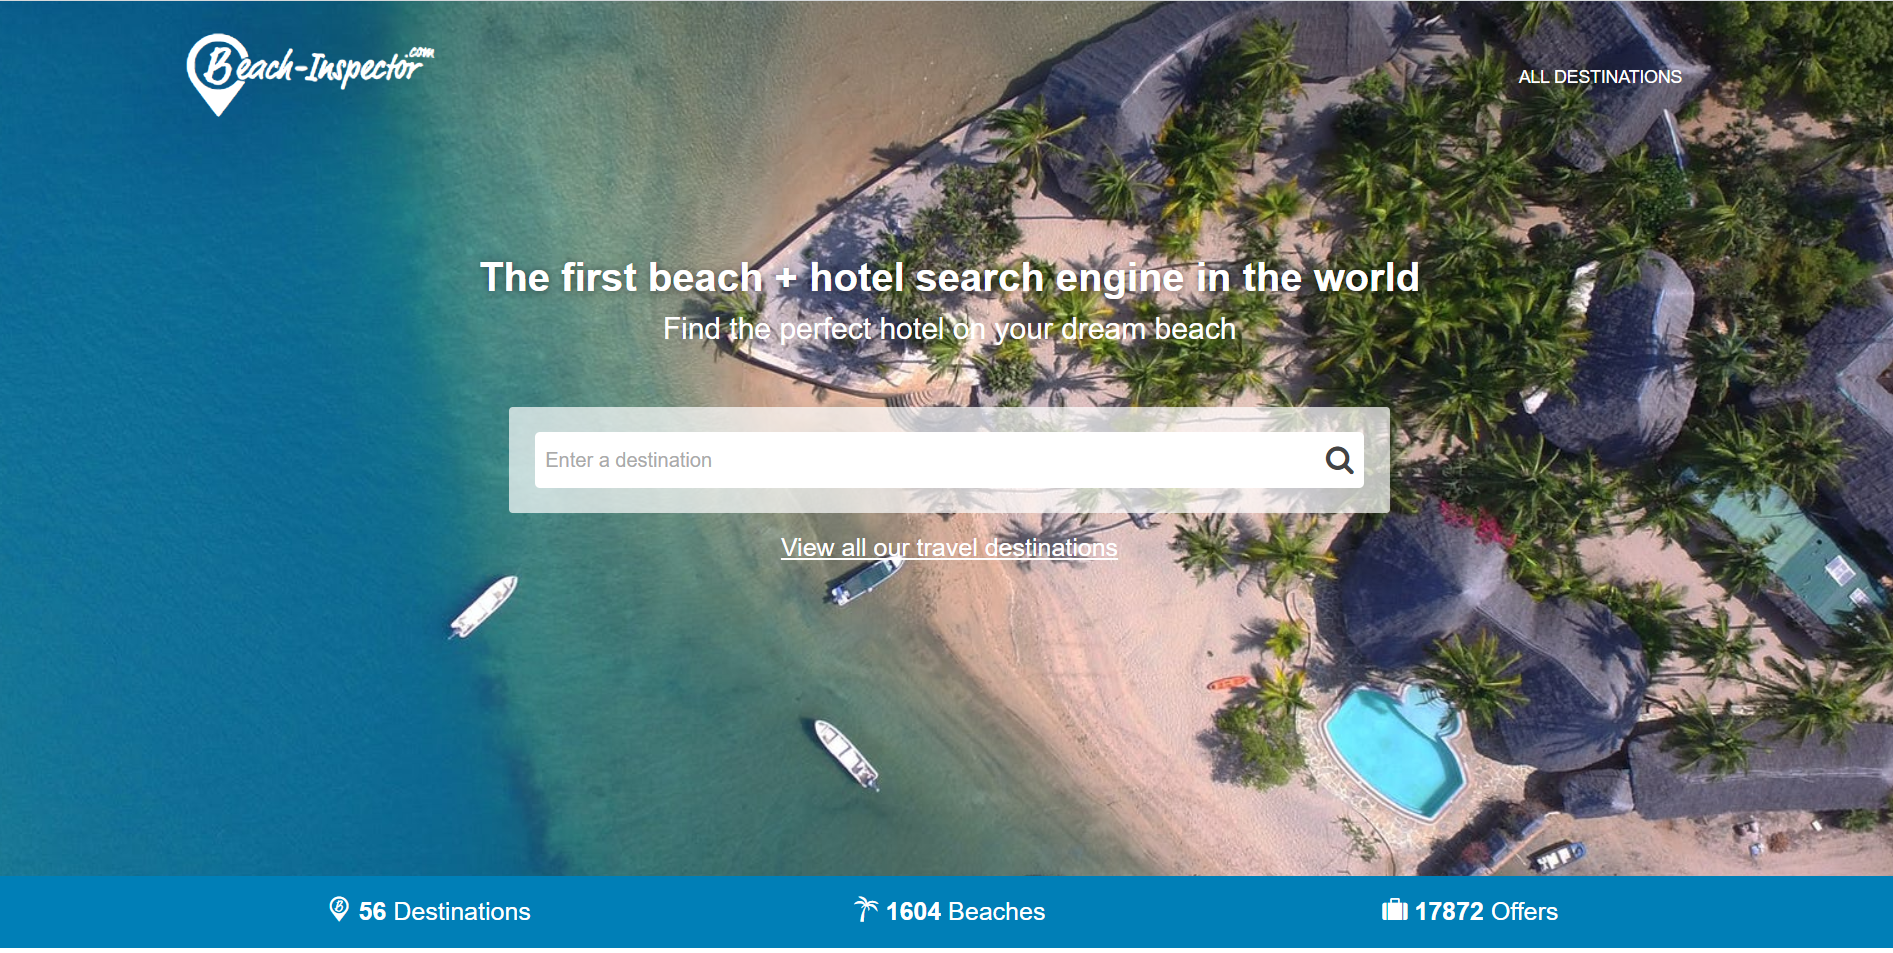 Beach-Inspector.com
ALL DESTINATIONS
The first beach + hotel search engine in the world
Find the perfect hotel on your dream beach
Enter a destination
View all our travel destinations
B 56 Destinations
1604 Beaches
17872 Offers